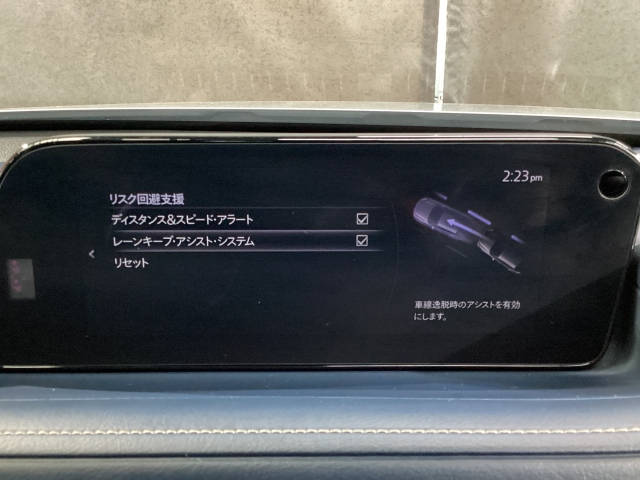 2:23pm
リスク回避支援
ディスタンス&スピード・アラート
レーンキープ・アシスト・システム
リセット
車線逸脱時のアシストを有効
にします。